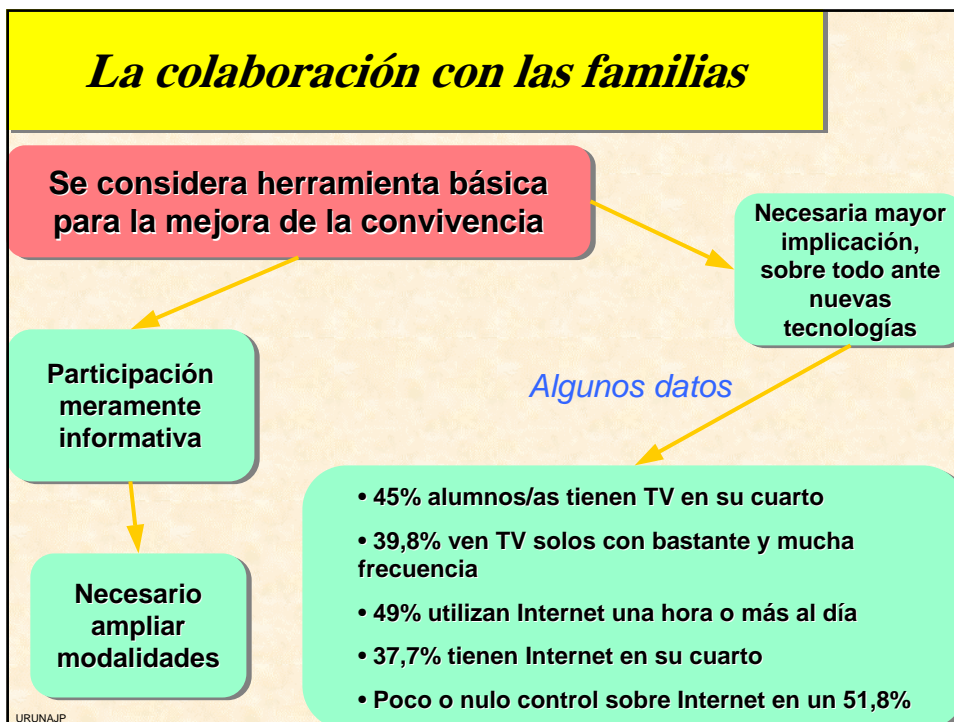 La colaboración con las familias
Se considera herramienta básica
para la mejora de la convivencia
Necesaria mayor
implicación,
sobre todo ante
nuevas
tecnologías
Participación
meramente
informativa
Algunos datos
Necesario
ampliar
modalidades
• 45% alumnos/as tienen TV en su cuarto
• 39,8% ven TV solos con bastante y mucha
frecuencia
• 49% utilizan Internet una hora o más al día
• 37,7% tienen Internet en su cuarto
• Poco o nulo control sobre Internet en un 51,8%
URUNAJP